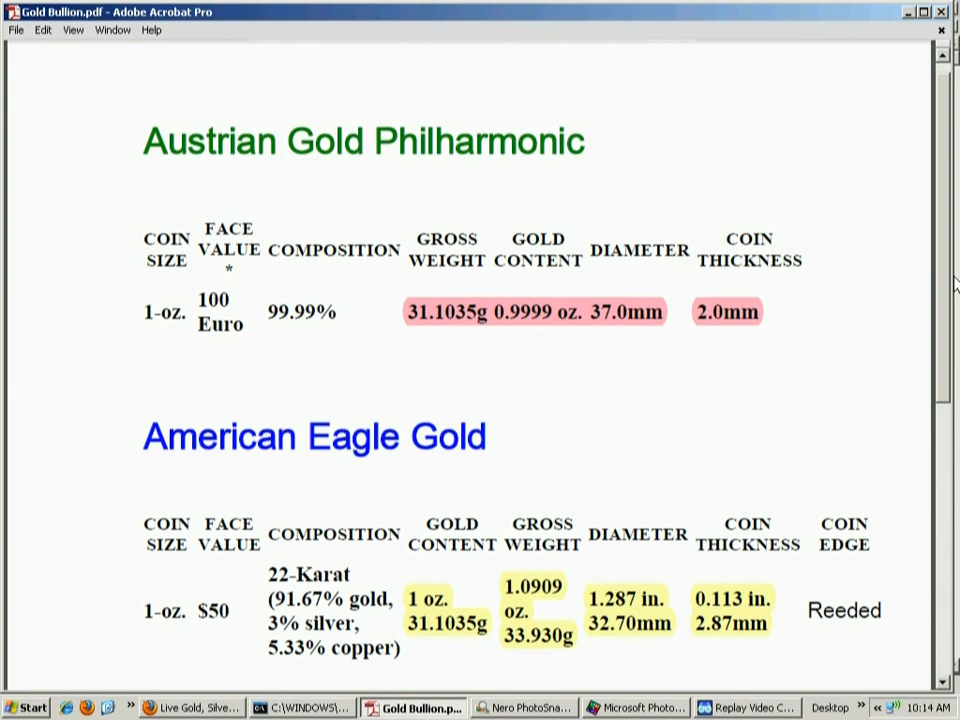 Gold Bullion.pdf - Adobe Acrobat Pro
File Edit View Window Help
Austrian Gold Philharmonic
COIN SIZE FACE VALUE * COMPOSITION GROSS WEIGHT GOLD CONTENT DIAMETER COIN THICKNESS
1-oz. 100 Euro 99.99% 31.1035g 0.9999 oz. 37.0mm 2.0mm
American Eagle Gold
COIN SIZE FACE VALUE COMPOSITION GOLD CONTENT GROSS WEIGHT DIAMETER COIN THICKNESS COIN EDGE
1-oz. $50 22-Karat (91.67% gold, 3% silver, 5.33% copper) 1 oz. 31.1035g 1.0909 oz. 33.930g 1.287 in. 32.70mm 0.113 in. 2.87mm Reeded
Start Live Gold, Silve... C:\WINDOWS\... Gold Bullion.p... Nero PhotoSna... Microsoft Photo... Replay Video C... Desktop 10:14 AM